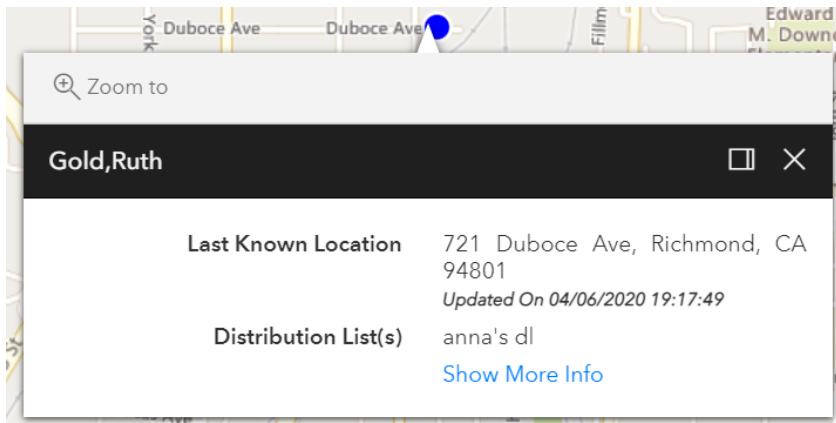 York
Duboce Ave
Duboce Ave
Fillm
Edward
M. Downe
Zoom to
Gold,Ruth
Last Known Location
721 Duboce Ave, Richmond, CA
94801
Updated On 04/06/2020 19:17:49
Distribution List(s)
anna's dl
Show More Info
St